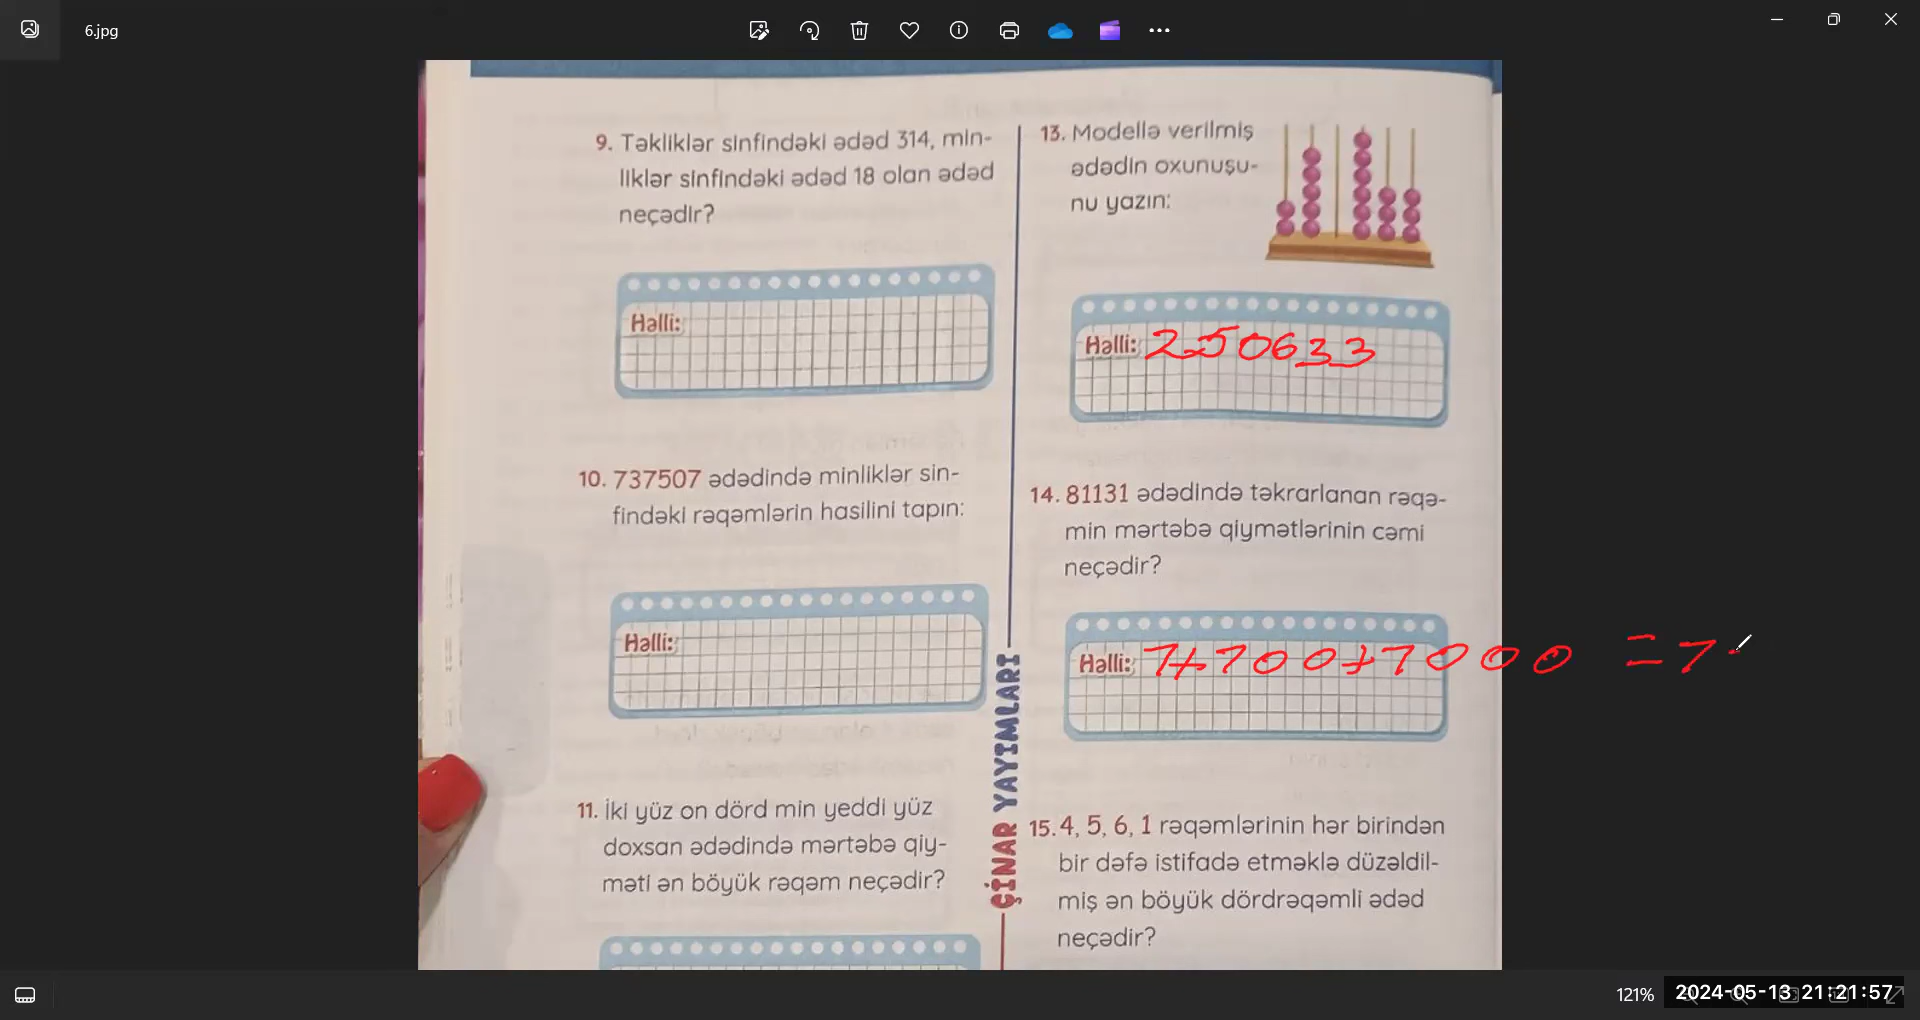 6.jpg
9. Təkliklər sinfindəki ədəd 314, min-
liklər sinfindəki ədəd 18 olan ədəd
neçədir?
Həlli:
10. 737507 ədədində minliklər sin-
findəki rəqəmlərin hasilini tapın:
Həlli:
11. İki yüz on dörd min yeddi yüz
doxsan ədədində mərtəbə qiy-
məti ən böyük rəqəm neçədir?
ÇİNAR YAYIMLARI
13. Modellə verilmiş
ədədin oxunuşu-
nu yazın:
Həlli: 250633
14. 81131 ədədində təkrarlanan rəqə-
min mərtəbə qiymətlərinin cəmi
neçədir?
Həlli: 7+700+7000 = 7
15. 4, 5, 6, 1 rəqəmlərinin hər birindən
bir dəfə istifadə etməklə düzəldil-
miş ən böyük dördrəqəmli ədəd
neçədir?
121%
2024-05-13 21:21:57